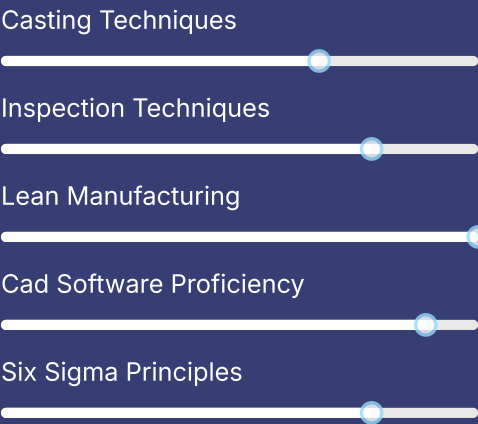 Casting Techniques
Inspection Techniques
Lean Manufacturing
Cad Software Proficiency
Six Sigma Principles